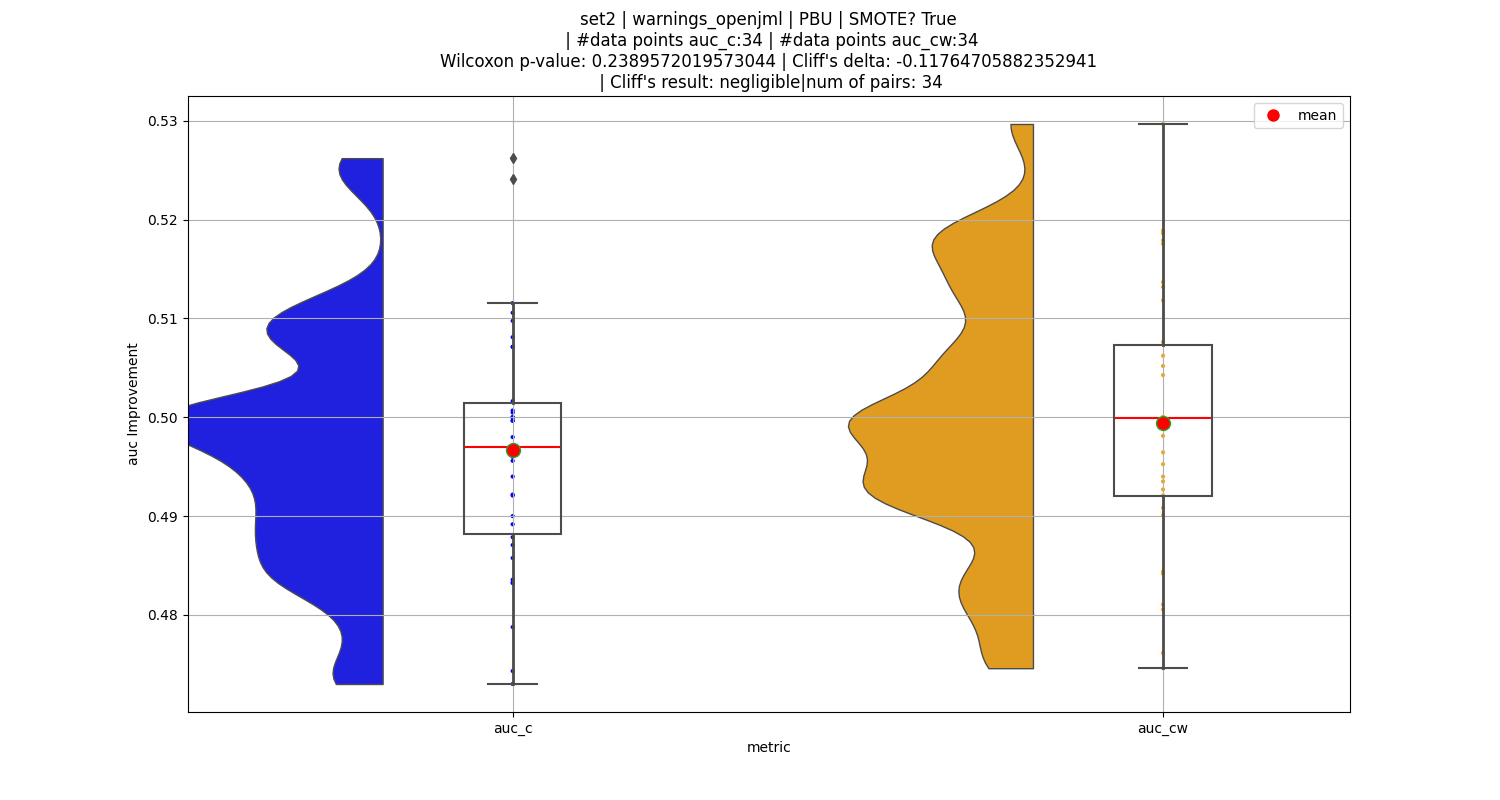 set2 | warnings_openjml | PBU | SMOTE? True
| #data points auc_c:34 | #data points auc_cw:34
Wilcoxon p-value: 0.2389572019573044 | Cliff's delta: -0.11764705882352941
| Cliff's result: negligible|num of pairs: 34
mean
0.53
0.52
0.51
0.50
0.49
0.48
auc Improvement
auc_c
auc_cw
metric